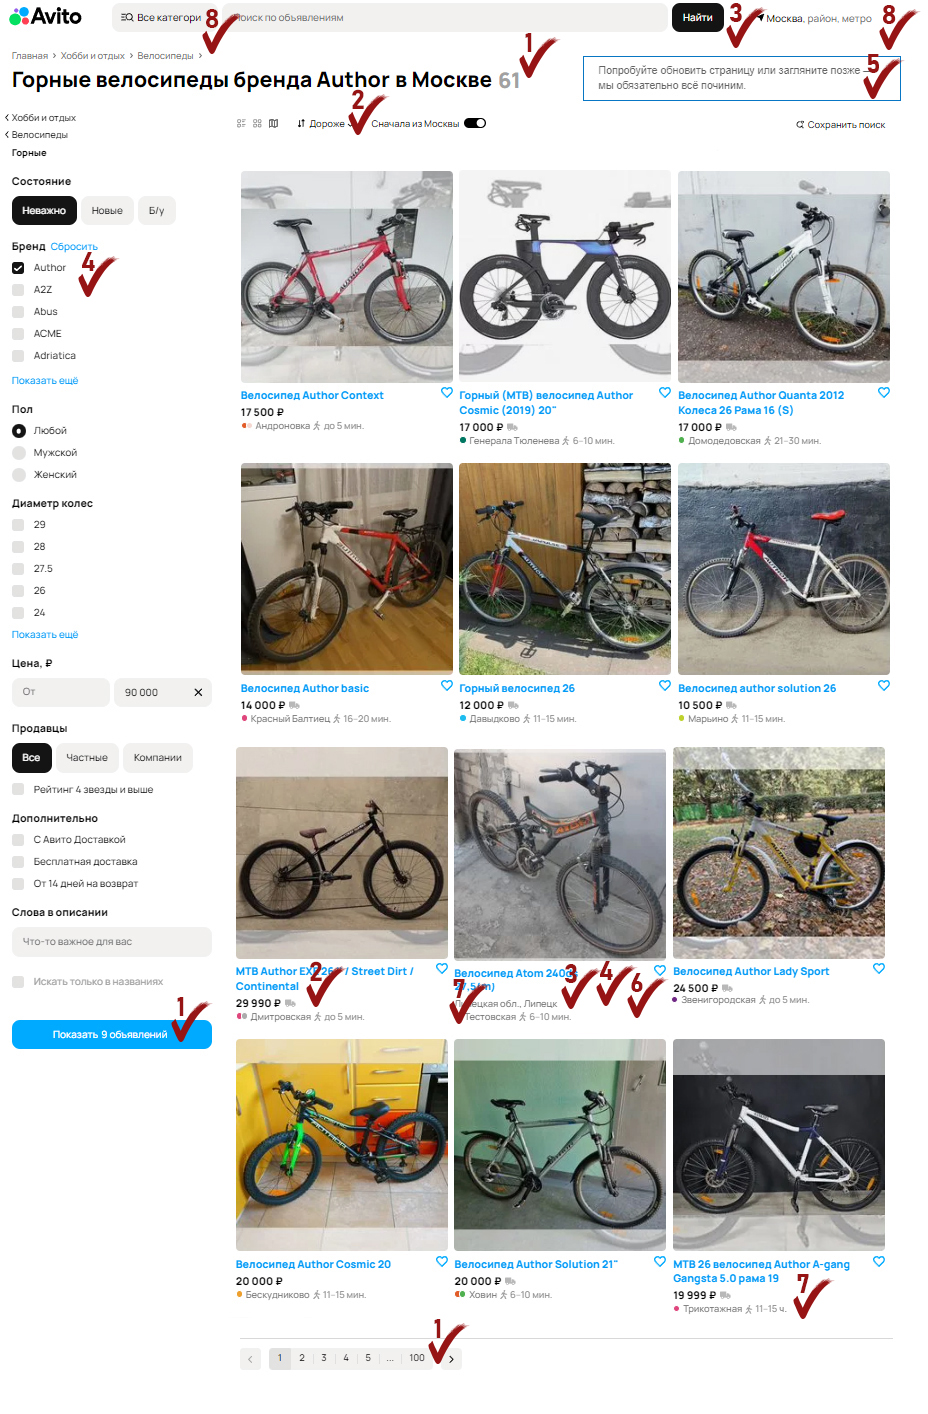 Avito
Все категори
Поиск по объявлениям
Найти
Москва, район, метро
8
3
8
Главная
Хобби и отдых
Велосипеды
1
Горные велосипеды бренда Author в Москве 61
Попробуйте обновить страницу или загляните позже –
мы обязательно всё починим.
5
2
Хобби и отдых
Велосипеды
Горные
Дороже
Сначала из Москвы
Сохранить поиск
Состояние
Неважно
Новые
Б/у
Бренд Сбросить
4
Author
A2Z
Abus
ACME
Adriatica
Показать ещё
Пол
Любой
Мужской
Женский
Диаметр колес
29
28
27.5
26
24
Показать ещё
Цена, ₽
От
90 000
Продавцы
Все
Частные
Компании
Рейтинг 4 звезды и выше
Дополнительно
С Авито Доставкой
Бесплатная доставка
От 14 дней на возврат
Слова в описании
Что-то важное для вас
Искать только в названиях
1
Показать 9 объявлений
Велосипед Author Context
17 500 ₽
Андроновка до 5 мин.
Горный (MTB) велосипед Author
Cosmic (2019) 20"
17 000 ₽
Генерала Тюленева 6–10 мин.
Велосипед Author Quanta 2012
Колеса 26 Рама 16 (S)
17 000 ₽
Домодедовская 21–30 мин.
Велосипед Author basic
14 000 ₽
Красный Балтиец 16–20 мин.
Горный велосипед 26
12 000 ₽
Давыдково 11–15 мин.
Велосипед author solution 26
10 500 ₽
Марьино 11–15 мин.
MTB Author / Street Dirt /
Continental
29 990 ₽
Дмитровская до 5 мин.
2
Велосипед Atom
27,5/m)
обл., Липецк
Тестовская 6–10 мин.
7
3
4
6
Велосипед Author Lady Sport
24 500 ₽
Звенигородская до 5 мин.
Велосипед Author Cosmic 20
20 000 ₽
Бескудниково 11–15 мин.
Велосипед Author Solution 21"
20 000 ₽
Ховин 6–10 мин.
MTB 26 велосипед Author A-gang
Gangsta 5.0 рама 19
19 999 ₽
Трикотажная 11–15 ч.
7
1
1 2 3 4 5 ... 100